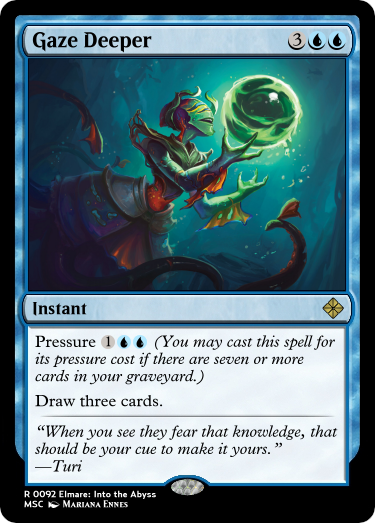 Gaze Deeper 3
Instant
Pressure 1 (You may cast this spell for
its pressure cost if there are seven or more
cards in your graveyard.)
Draw three cards.
“When you see they fear that knowledge, that
should be your cue to make it yours.”
—Turi
R 0092 Elmare: Into the Abyss
MSC Mariana Ennes